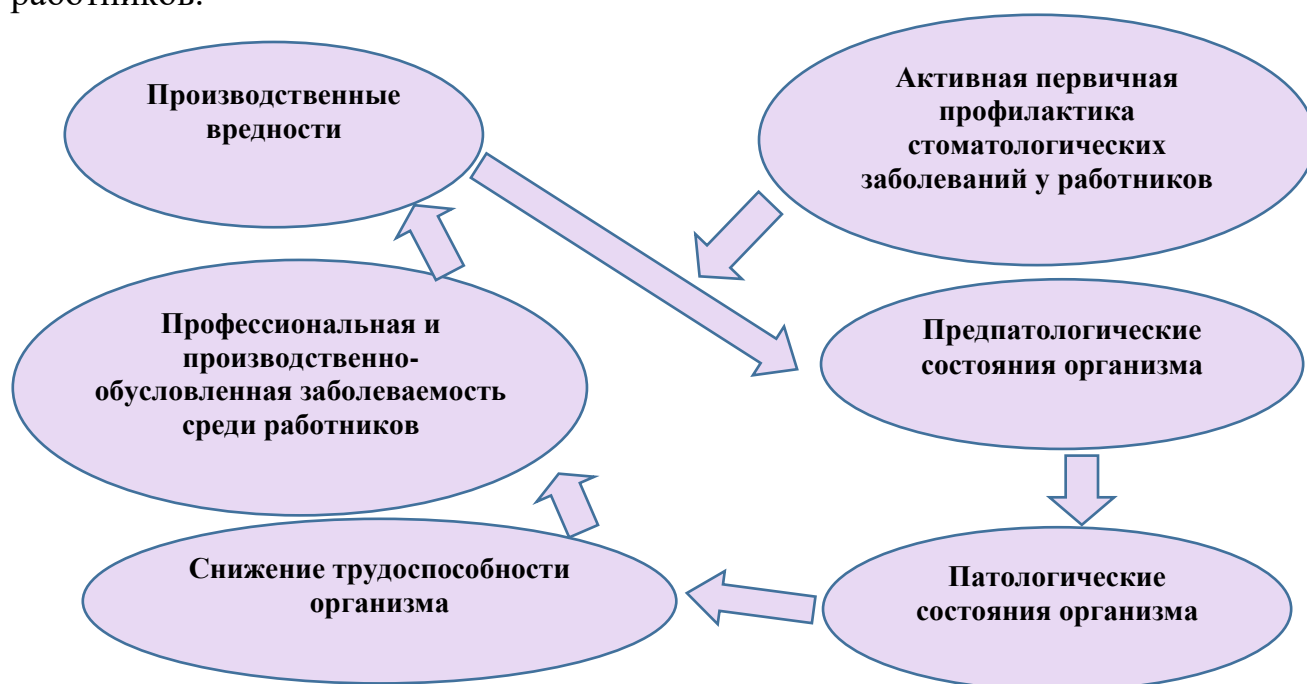 работников.
Производственные
вредности
Активная первичная
профилактика
стоматологических
заболеваний у работников
Профессиональная и
производственно-
обусловленная заболеваемость
среди работников
Предпатологические
состояния организма
Снижение трудоспособности
организма
Патологические
состояния организма